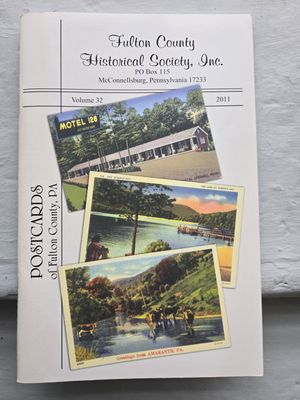 Fulton County
Historical Society, Inc.
PO Box 115
McConnellsburg, Pennsylvania 17233
Volume 32
2011
MOTEL 126
POSTCARDS
of Fulton County, PA
Greetings from AMARANTH, PA.